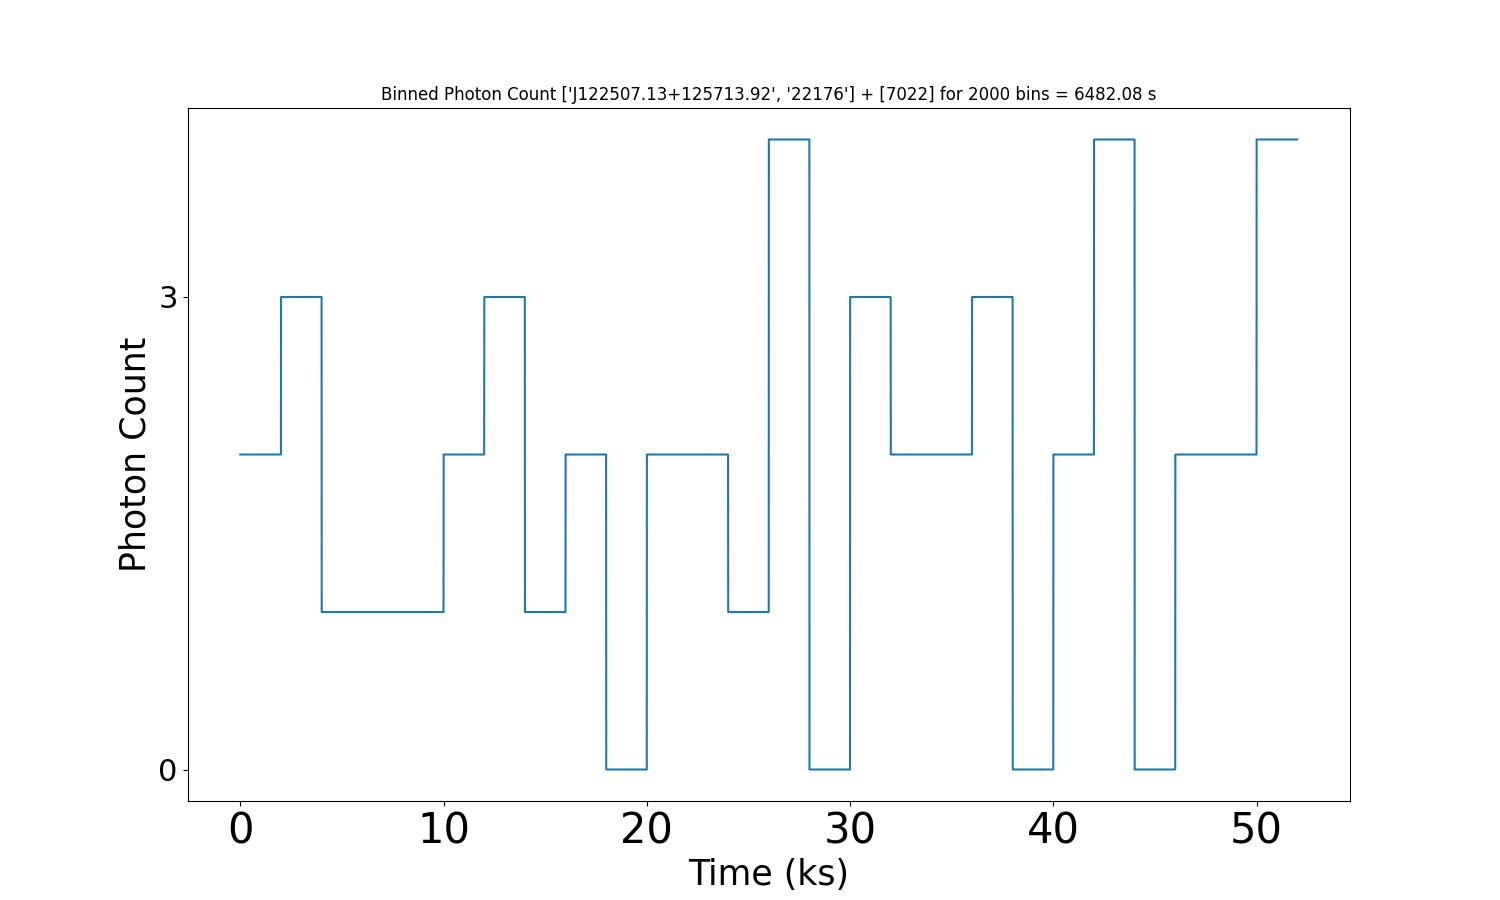 Binned Photon Count ['J122507.13+125713.92', '22176'] + [7022] for 2000 bins = 6482.08 s
Photon Count
3
0
0 10 20 30 40 50
Time (ks)